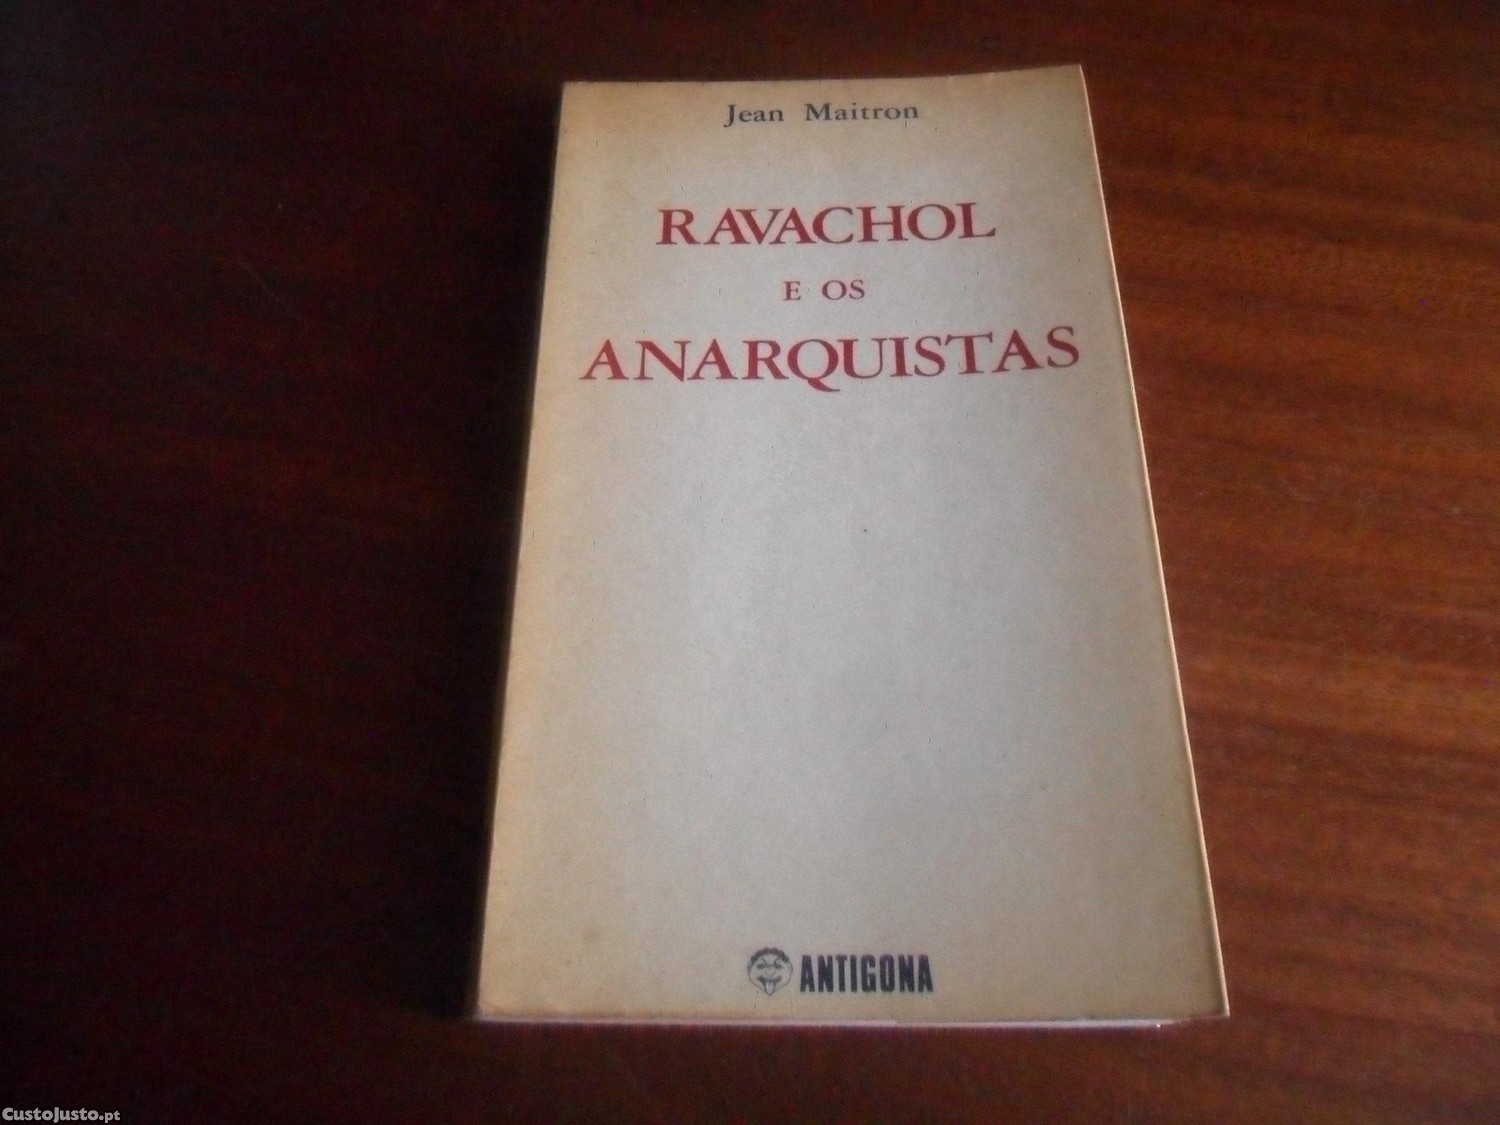 Jean Maitron
RAVACHOL
E OS
ANARQUISTAS
ANTIGONA
CustoJusto.pt